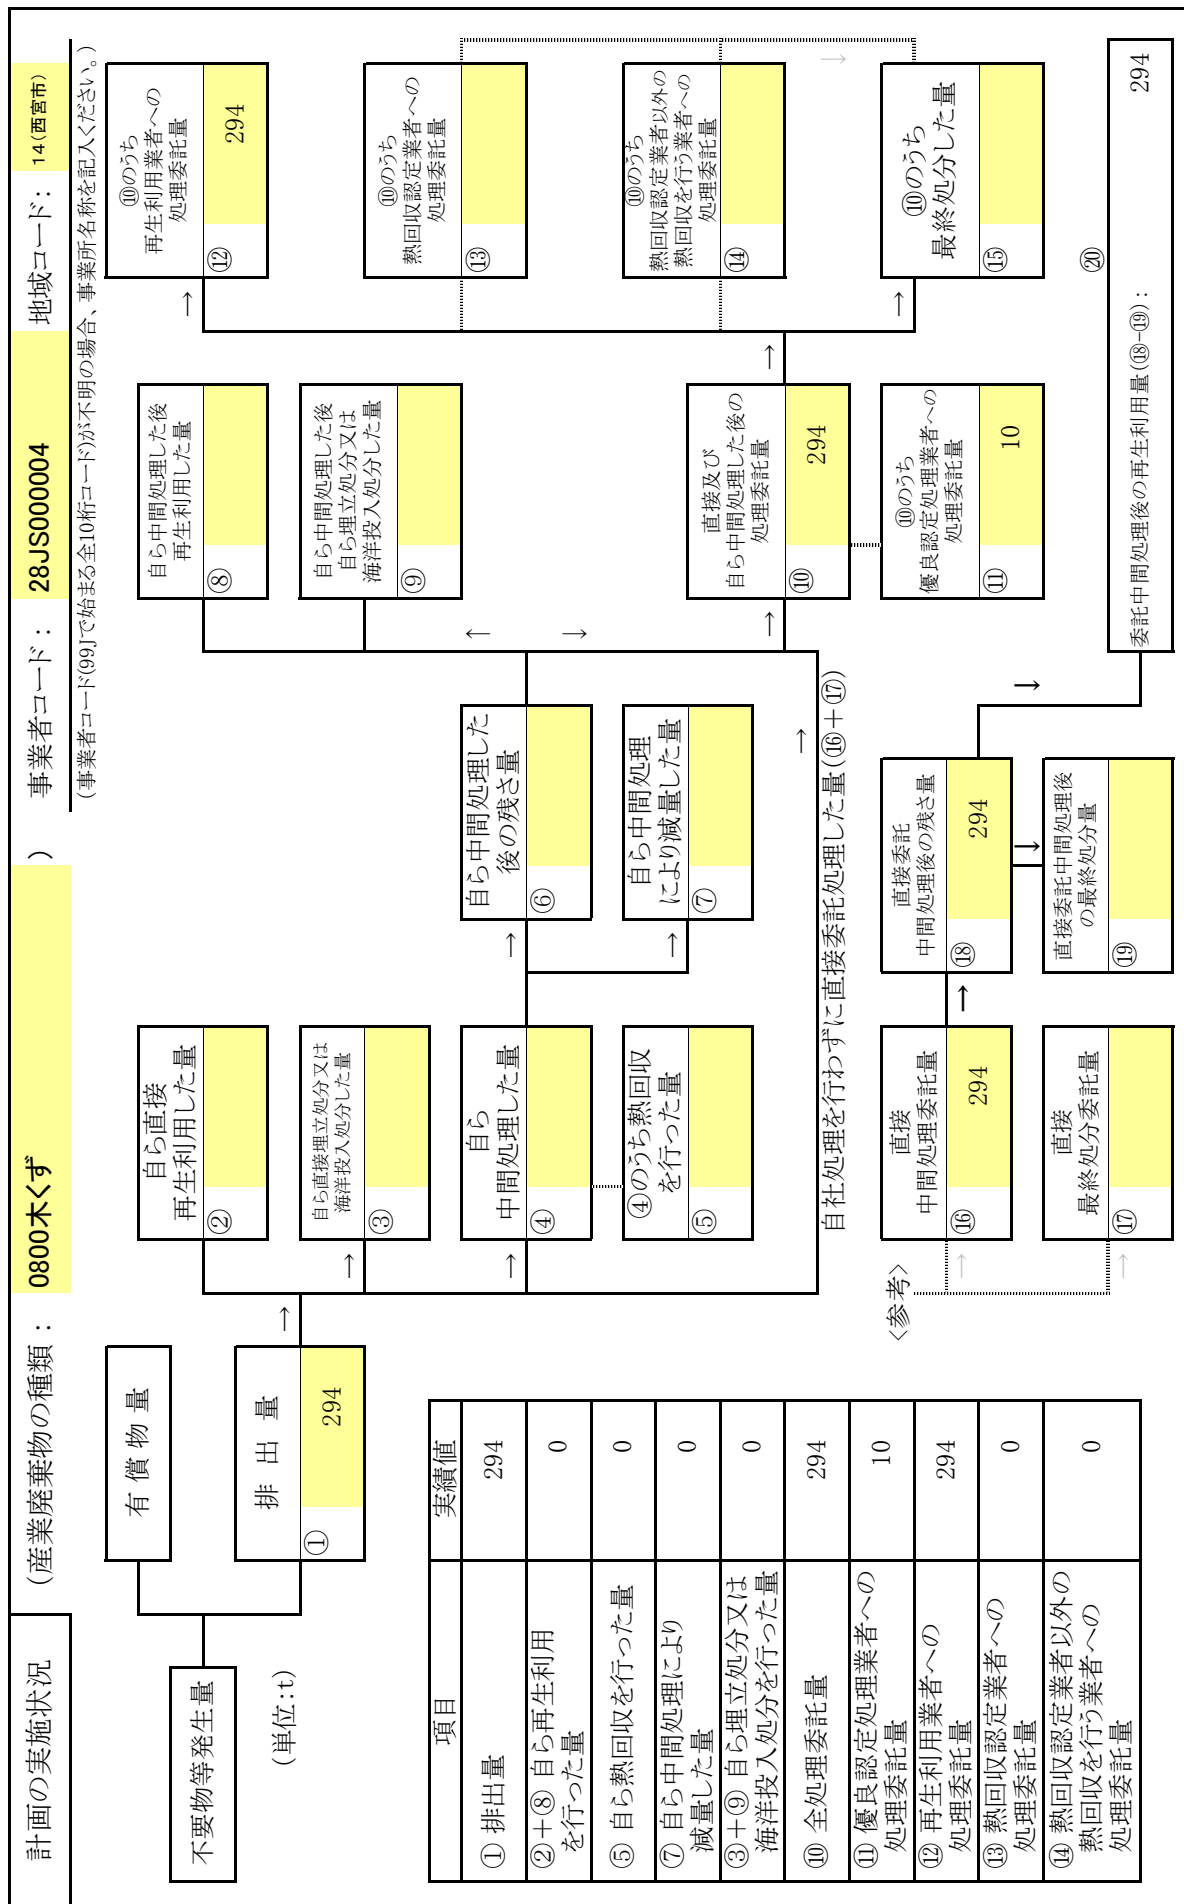 計画の実施状況
(産業廃棄物の種類：
0800木くず
)
事業者コード：
28JS000004
地域コード：
14(西宮市)
(事業者コード(99J)で始まる全10桁コード)が不明の場合、事業所名称を記入ください。)
不要物等発生量
(単位:t)
有償物量
排出量
①
294
→
自ら直接
再生利用した量
②
→
自ら直接埋立処分又は
海洋投入処分した量
③
→
自ら
中間処理した量
④
④のうち熱回収
を行った量
⑤
→
自ら中間処理した
後の残さ量
⑥
→
自ら中間処理
により減量した量
⑦
↑
↓
自ら中間処理した後
再生利用した量
⑧
自ら中間処理した後
自ら埋立処分又は
海洋投入処分した量
⑨
→
直接及び
自ら中間処理した後の
処理委託量
⑩
294
⑩のうち
優良認定処理業者への
処理委託量
⑪
10
→
→
⑩のうち
再生利用業者への
処理委託量
⑫
294
⑩のうち
熱回収認定業者への
処理委託量
⑬
⑩のうち
熱回収認定業者以外の
熱回収を行う業者への
処理委託量
⑭
↓
→
⑩のうち
最終処分した量
⑮
→
自社処理を行わずに直接委託処理した量(⑯＋⑰)
<参考>
→
直接
中間処理委託量
⑯
294
→
直接
最終処分委託量
⑰
→
直接委託
中間処理後の残さ量
⑱
294
↓
直接委託中間処理後
の最終処分量
⑲
↓
⑳
委託中間処理後の再生利用量(⑱-⑲)：
294
項目
実績値
① 排出量
294
②＋⑧ 自ら再生利用
を行った量
0
⑤ 自ら熱回収を行った量
0
⑦ 自ら中間処理により
減量した量
0
③＋⑨ 自ら埋立処分又は
海洋投入処分を行った量
0
⑩ 全処理委託量
294
⑪ 優良認定処理業者への
処理委託量
10
⑫ 再生利用業者への
処理委託量
294
⑬ 熱回収認定業者への
処理委託量
0
⑭ 熱回収認定業者以外の
熱回収を行う業者への
処理委託量
0